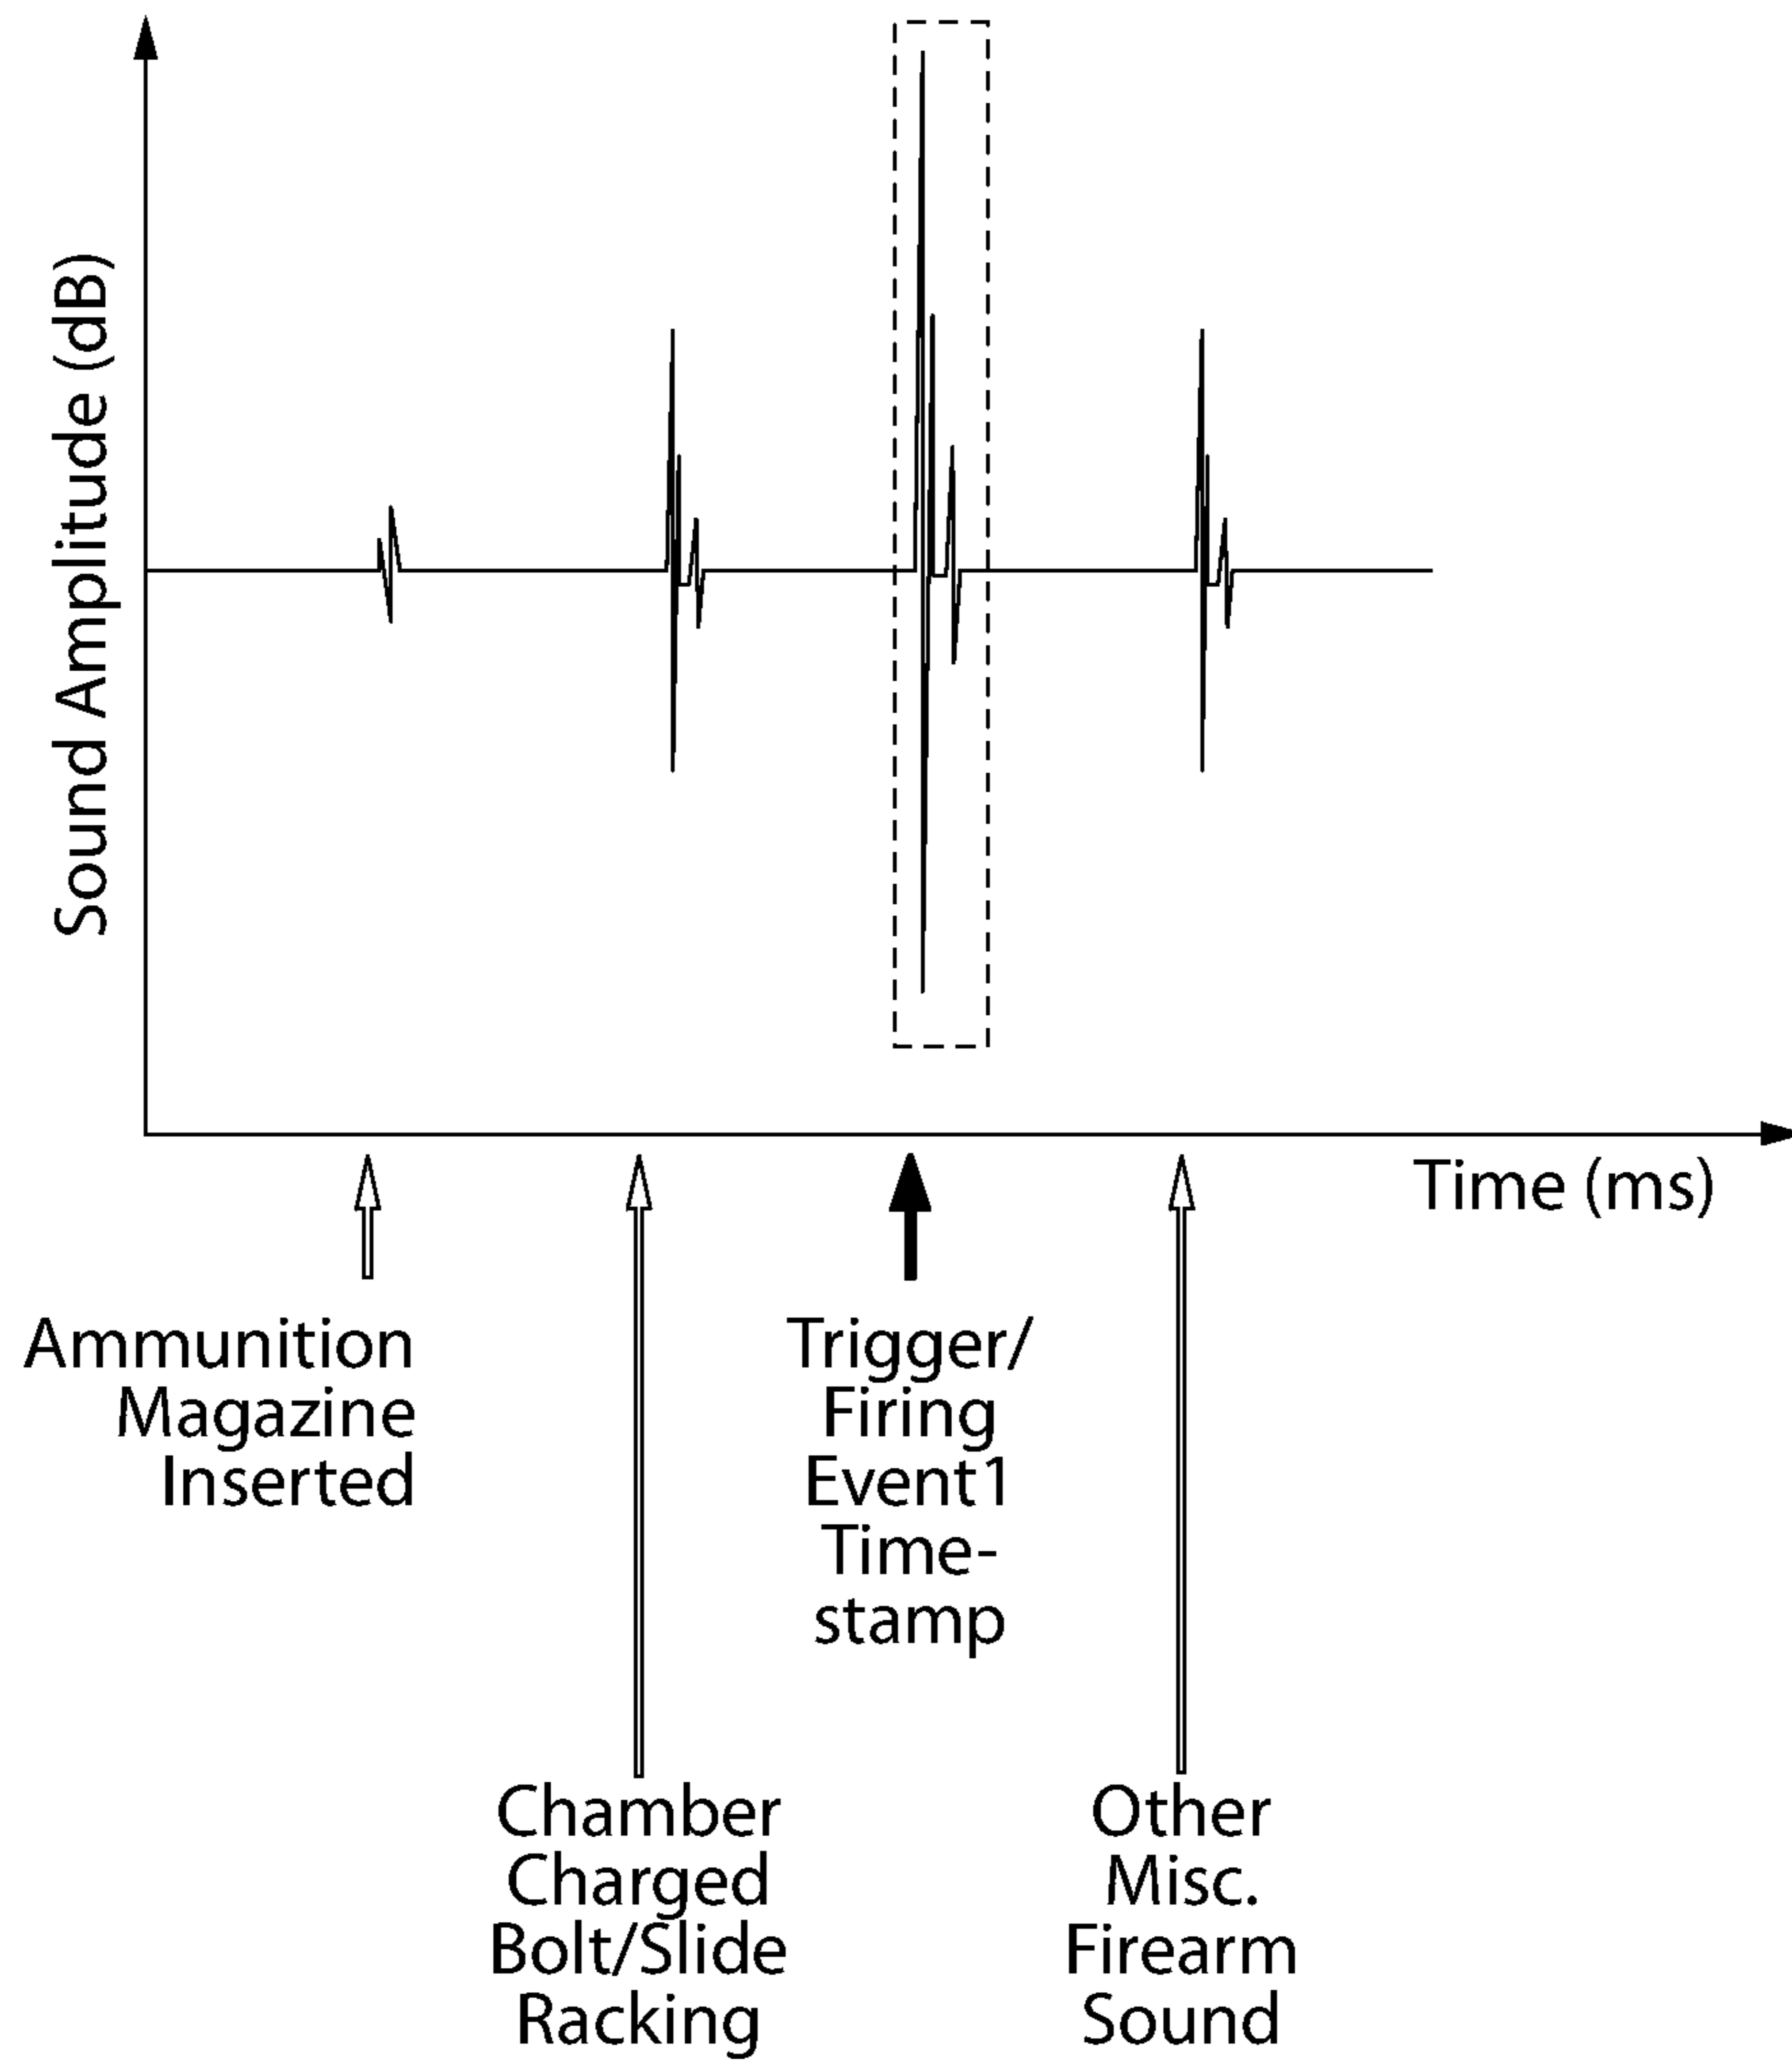 Sound Amplitude (dB)
Time (ms)
Ammunition
Magazine
Inserted
Trigger/
Firing
Event1
Time-
stamp
Chamber
Charged
Bolt/Slide
Racking
Other
Misc.
Firearm
Sound